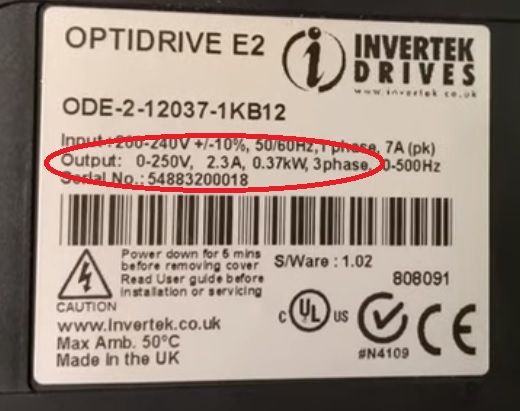 OPTIDRIVE E2
INVERTEK
DRIVES
www.invertek.co.uk
ODE-2-12037-1KB12
Input : 200-240V +/-10%, 50/60Hz, 1 phase, 7A (pk)
Output: 0-250V, 2.3A, 0.37kW, 3phase, 0-500Hz
Serial No.: 54883200018
Power down for 5 mins
before removing cover
Read User guide before
installation or servicing
S/Ware : 1.02
808091
CAUTION
C UL US
CE
#N4109
www.invertek.co.uk
Max Amb. 50°C
Made in the UK